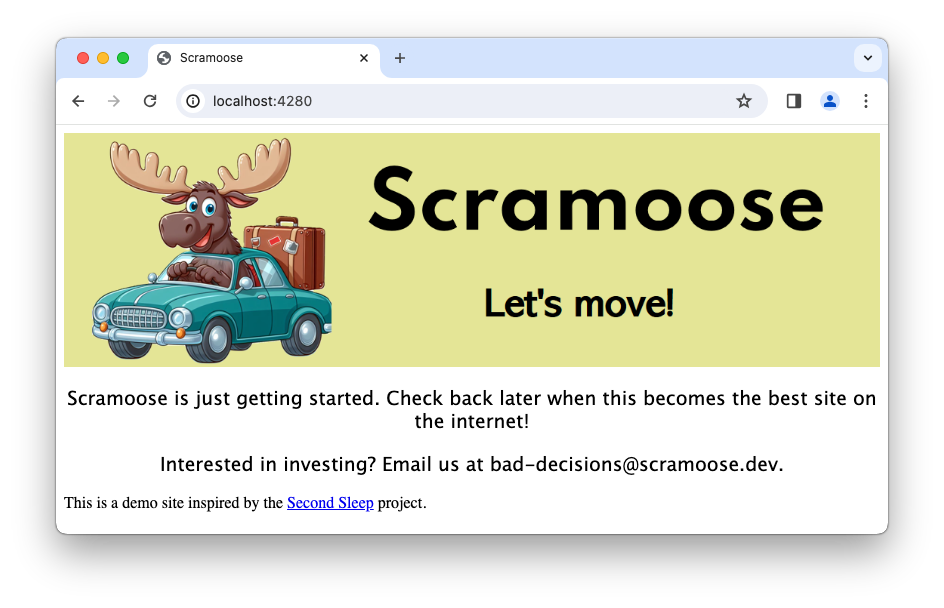 Scramoose
localhost:4280
Scramoose
Let's move!
Scramoose is just getting started. Check back later when this becomes the best site on
the internet!
Interested in investing? Email us at bad-decisions@scramoose.dev.
This is a demo site inspired by the Second Sleep project.